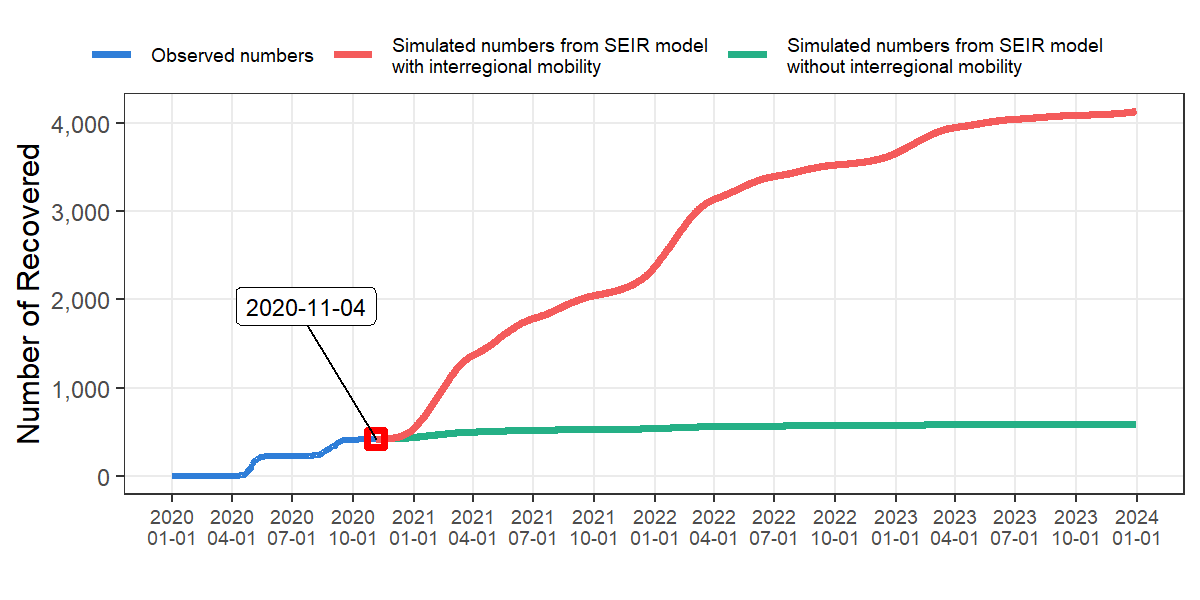 Observed numbers
Simulated numbers from SEIR model
with interregional mobility
Simulated numbers from SEIR model
without interregional mobility
Number of Recovered
4,000
3,000
2,000
1,000
0
2020-11-04
2020 2020 2020 2020 2021 2021 2021 2021 2022 2022 2022 2022 2023 2023 2023 2023 2024
01-01 04-01 07-01 10-01 01-01 04-01 07-01 10-01 01-01 04-01 07-01 10-01 01-01 04-01 07-01 10-01 01-01